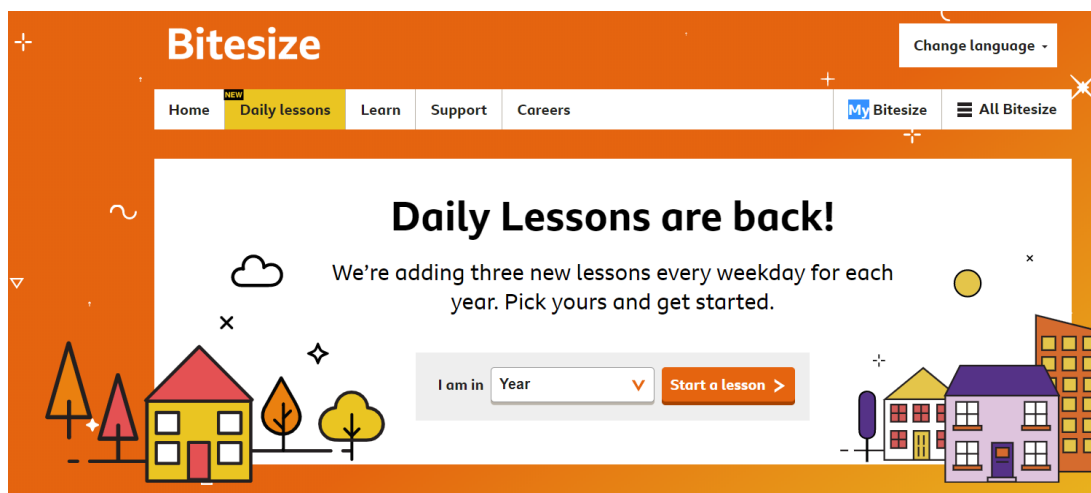 Bitesize
Change language
NEW
Home Daily lessons Learn Support Careers My Bitesize All Bitesize
Daily Lessons are back!
We’re adding three new lessons every weekday for each
year. Pick yours and get started.
I am in Year Start a lesson >